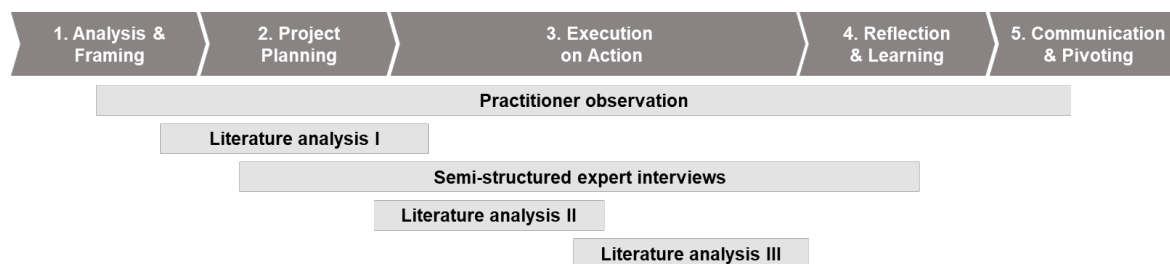 1. Analysis &
Framing
2. Project
Planning
3. Execution
on Action
4. Reflection
& Learning
5. Communication
& Pivoting
Practitioner observation
Literature analysis I
Semi-structured expert interviews
Literature analysis II
Literature analysis III